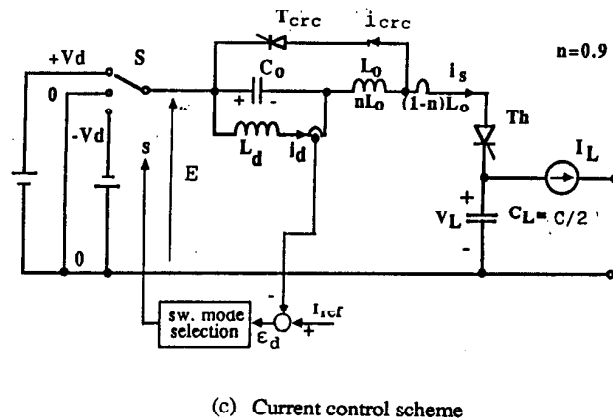 Tcrc
icrc
+Vd
S
Co
Lo
is
n=0.9
0
+ -
nLo
(1-n)Lo
-Vd
Th
s
E
Ld
id
IL
+
VL
CL= C/2
-
0
-
sw. mode
selection
εd
+
(c) Current control scheme